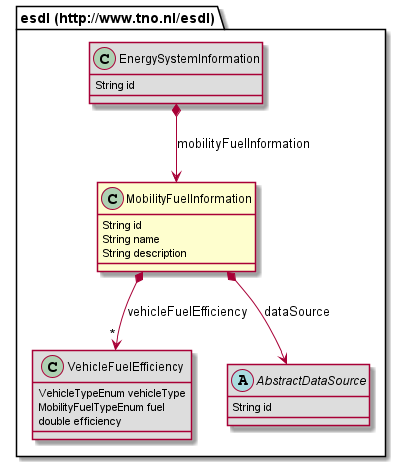 esdl (http://www.tno.nl/esdl)
C EnergySystemInformation
String id
mobilityFuelInformation
C MobilityFuelInformation
String id
String name
String description
vehicleFuelEfficiency
dataSource
*
C VehicleFuelEfficiency
VehicleTypeEnum vehicleType
MobilityFuelTypeEnum fuel
double efficiency
A AbstractDataSource
String id